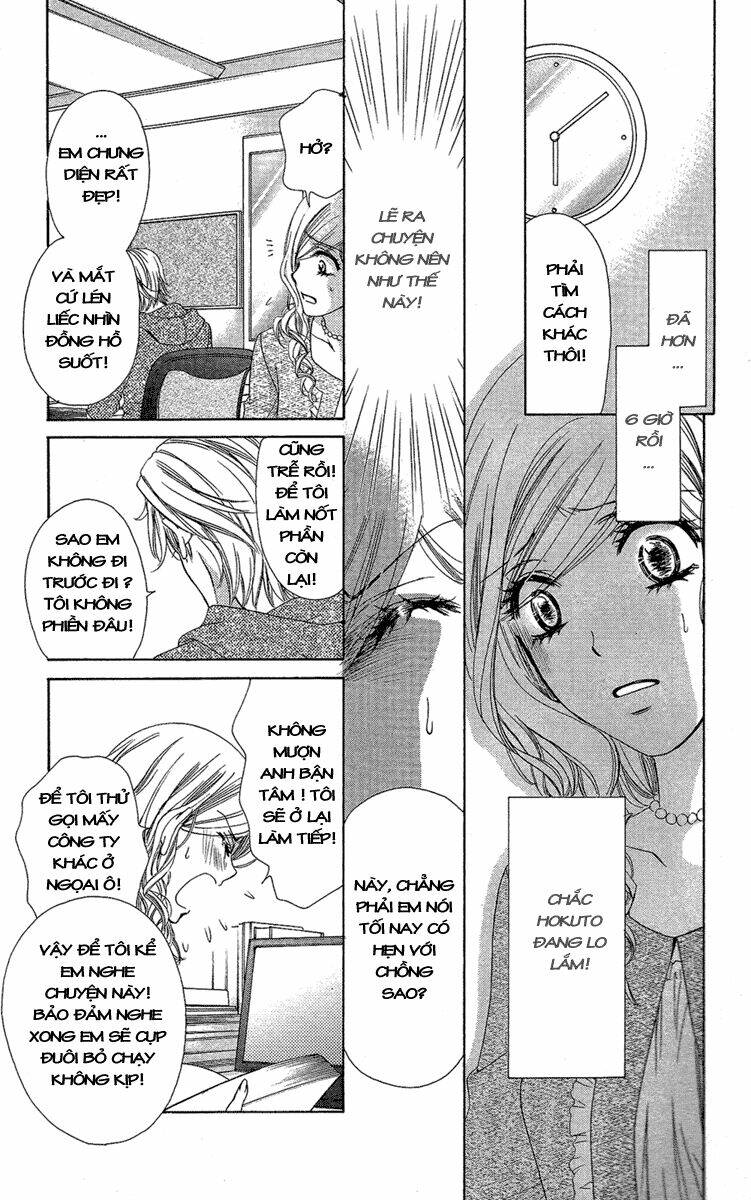 ĐÃ HƠN
...
6 GIỜ
RỒI
...
PHẢI
TÌM
CÁCH
KHÁC
THÔI!
CHẮC
HOKUTO
ĐANG LO
LẮM!
LẼ RA
CHUYỆN
KHÔNG NÊN
NHƯ THẾ
NÀY!
NÀY, CHẲNG
PHẢI EM NÓI
TỐI NAY CÓ
HẸN VỚI
CHỒNG
SAO?
HỞ?
...
EM CHƯNG
DIỆN RẤT
ĐẸP!
VÀ MẮT
CỨ LÉN
LIẾC NHÌN
ĐỒNG HỒ
SUỐT!
CŨNG
TRỄ RỒI!
ĐỂ TÔI
LÀM NỐT
PHẦN
CÒN
LẠI!
SAO EM
KHÔNG ĐI
TRƯỚC ĐI ?
TÔI KHÔNG
PHIỀN ĐÂU!
KHÔNG
MƯỢN
ANH BẬN
TÂM ! TÔI
SẼ Ở LẠI
LÀM TIẾP!
ĐỂ TÔI THỬ
GỌI MẤY
CÔNG TY
KHÁC Ở
NGỌAI Ô!
VẬY ĐỂ TÔI KỂ
EM NGHE
CHUYỆN NÀY!
BẢO ĐẢM NGHE
XONG EM SẼ CỤP
ĐUÔI BỎ CHẠY
KHÔNG KỊP!